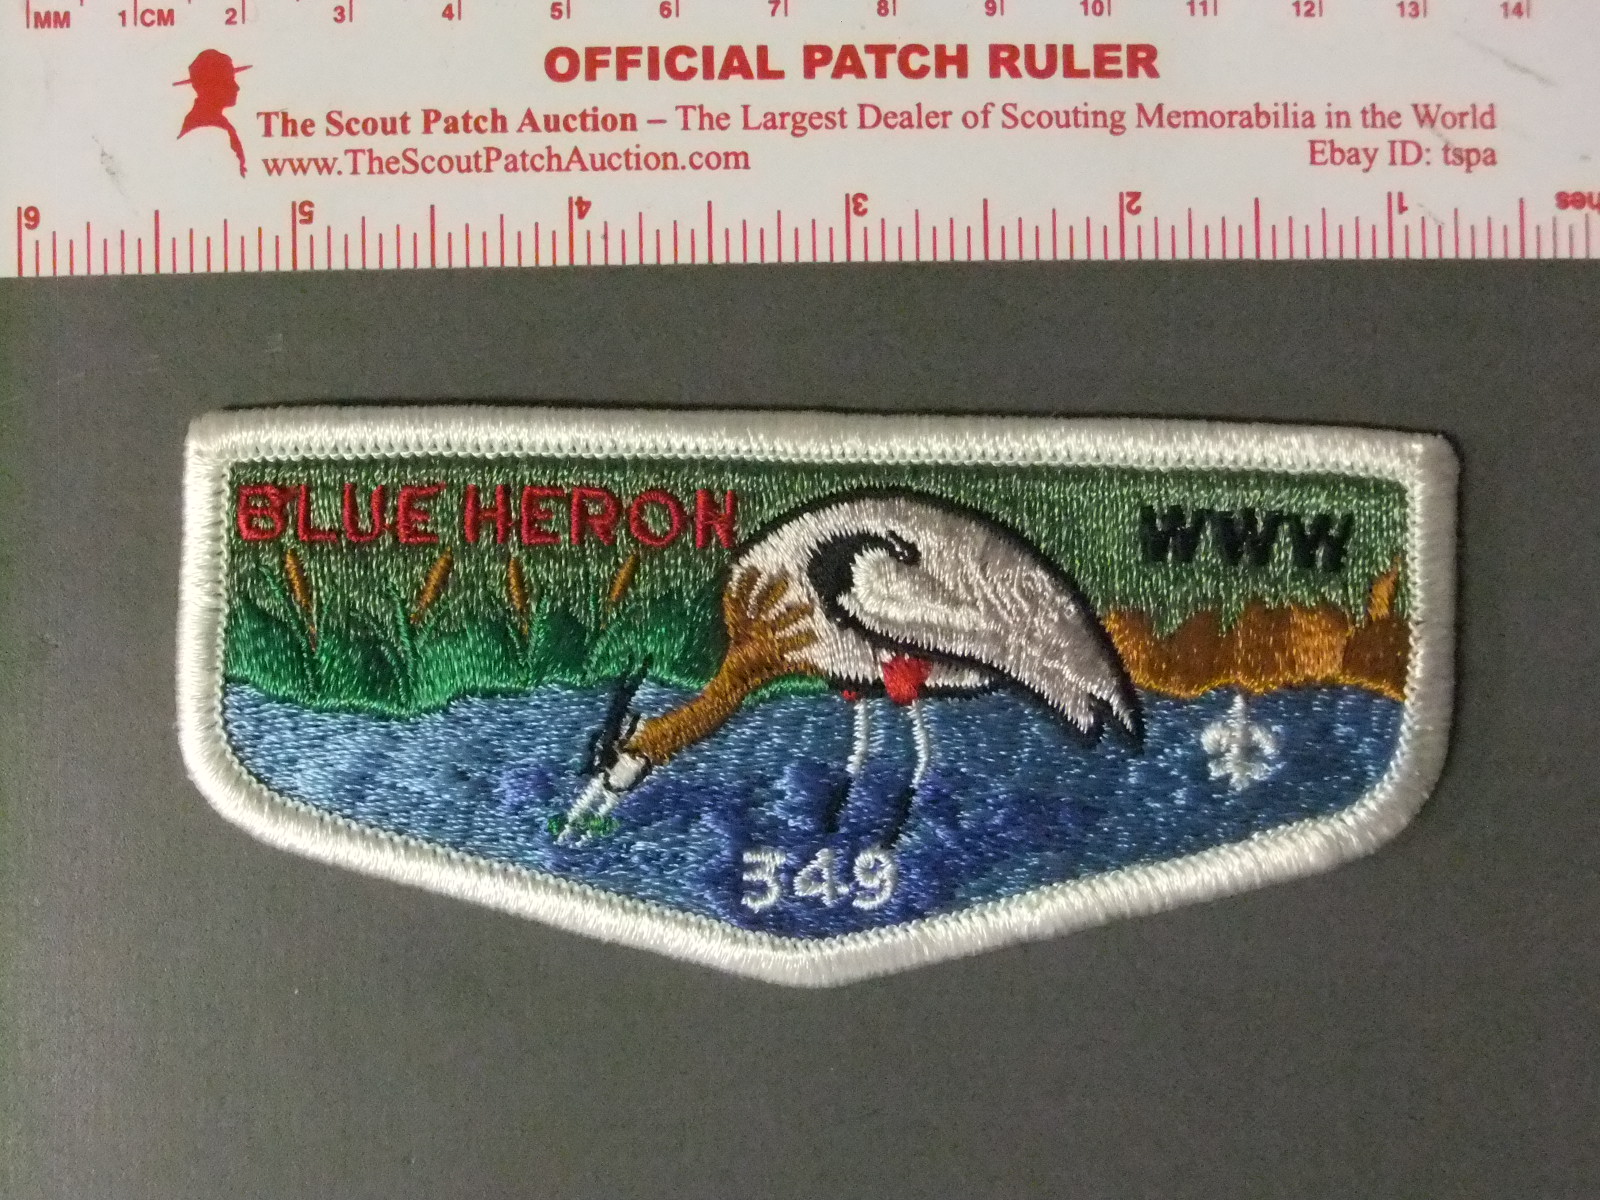 MM 1 CM 2 3 4 5 6 7 8 9 10 11 12 13 14
OFFICIAL PATCH RULER
The Scout Patch Auction – The Largest Dealer of Scouting Memorabilia in the World
www.TheScoutPatchAuction.com Ebay ID: tspa
6 5 4 3 2 1 hes
BLUE HERON WWW
349